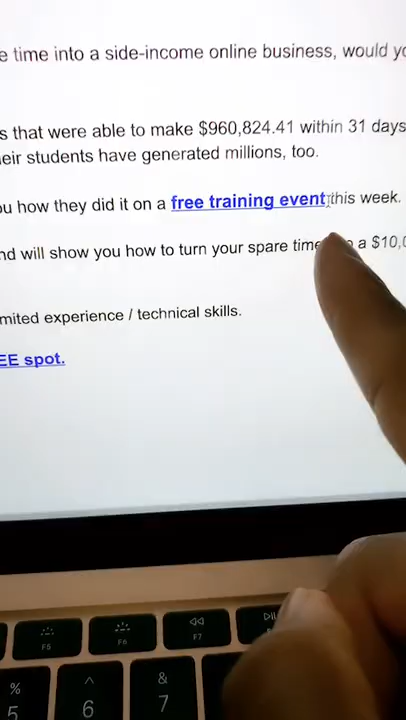 e time into a side-income online business, would yo
s that were able to make $960,824.41 within 31 days
eir students have generated millions, too.
ou how they did it on a free training event this week.
nd will show you how to turn your spare time a $10,0
mited experience / technical skills.
EE spot.
F5
F6
F7
%
5
^
6
&
7